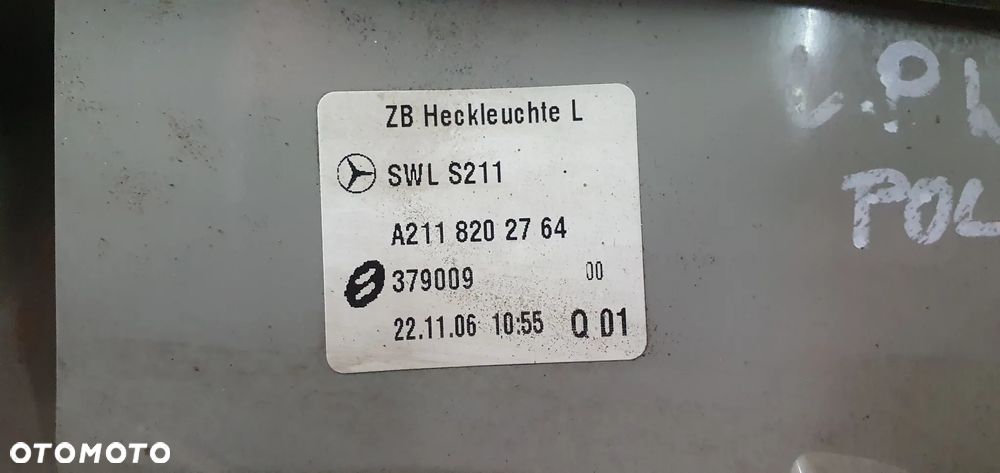 ZB Heckleuchte L
SWL S211
A211 820 27 64
379009 00
22.11.06 10:55 Q 01
L.P
POL
OTOMOTO